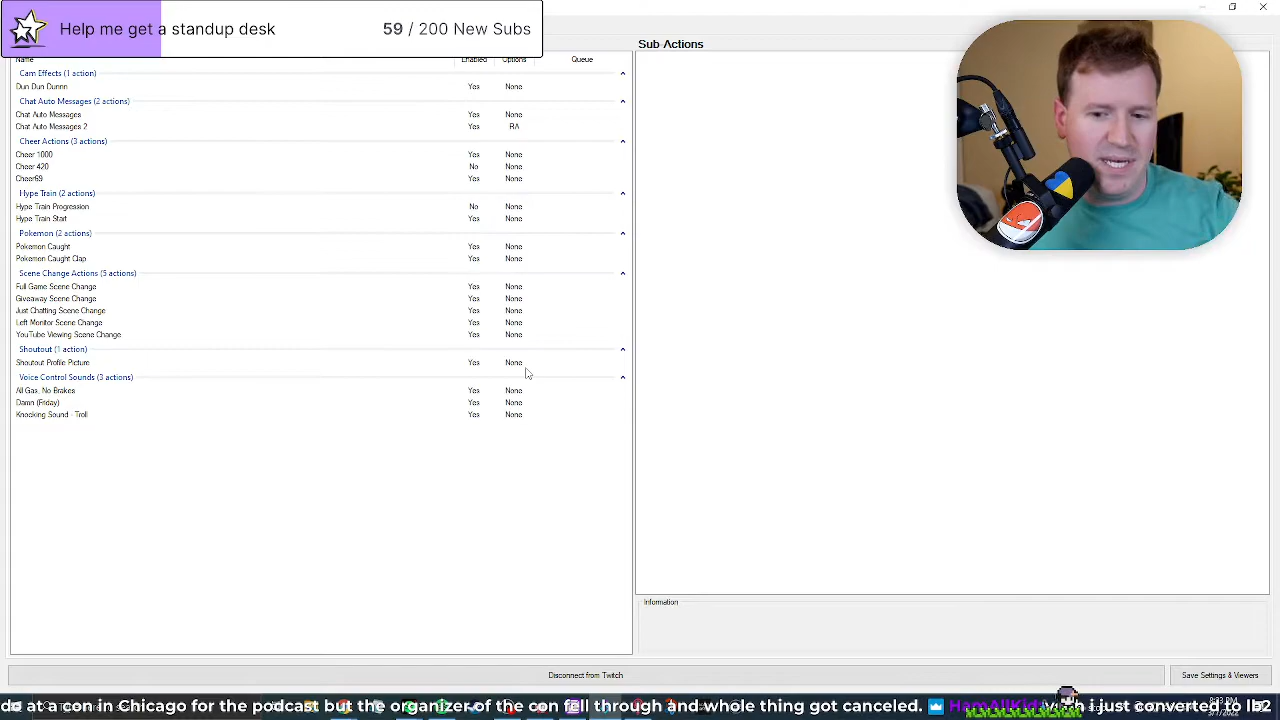 Help me get a standup desk 59 / 200 New Subs
Sub-Actions
Name Enabled Options Queue
Cam Effects (1 action)
Dun Dun Dunnn Yes None
Chat Auto Messages (2 actions)
Chat Auto Messages Yes None
Chat Auto Messages 2 Yes RA
Cheer Actions (3 actions)
Cheer 1000 Yes None
Cheer 420 No None
Cheer69 Yes None
Hype Train (2 actions)
Hype Train Progression No None
Hype Train Start Yes None
Pokemon (2 actions)
Pokemon Caught Yes None
Pokemon Caught Clap Yes None
Scene Change Actions (5 actions)
Full Game Scene Change Yes None
Giveaway Scene Change Yes None
Just Chatting Scene Change Yes None
Left Monitor Scene Change Yes None
YouTube Viewing Scene Change Yes None
Shoutout (1 action)
Shoutout Profile Picture Yes None
Voice Control Sounds (3 actions)
All Gas, No Brakes Yes None
Damn (Friday) Yes None
Knocking Sound - Troll Yes None
Information
Disconnect from Twitch Save Settings & Viewers
d at a con in Chicago for the podcast but the organizer of the con fell through and whole con got canceled. HamAllKid yeah i just converted to lb2